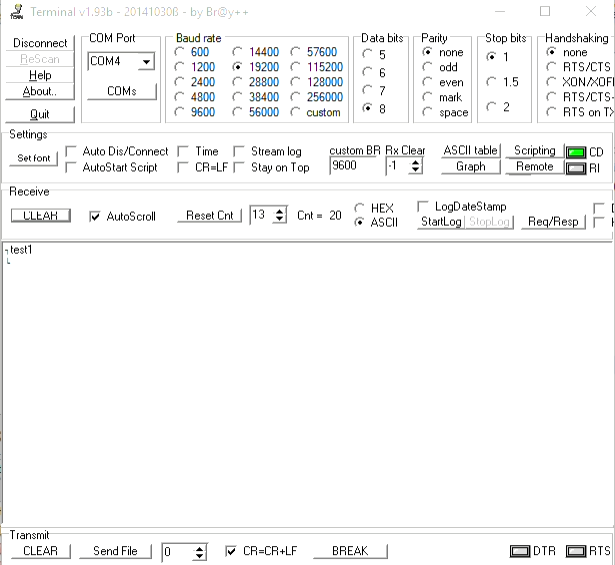 Terminal v1.93b - 20141030ß - by Br@y++
Disconnect
ReScan
Help
About..
Quit
COM Port
COM4
COMs
Baud rate
600 14400 57600
1200 19200 115200
2400 28800 128000
4800 38400 256000
9600 56000 custom
Data bits
5
6
7
8
Parity
none
odd
even
mark
space
Stop bits
1
1.5
2
Handshaking
none
RTS/CTS
XON/XOF
RTS/CTS-
RTS on TX
Settings
Set font
Auto Dis/Connect Time Stream log custom BR Rx Clear ASCII table Scripting CD
AutoStart Script CR=LF Stay on Top 9600 -1 Graph Remote RI
Receive
CLEAR AutoScroll Reset Cnt 13 Cnt = 20
HEX
ASCII
LogDateStamp
StartLog StopLog Req/Resp
test1
Transmit
CLEAR Send File 0 CR=CR+LF BREAK DTR RTS